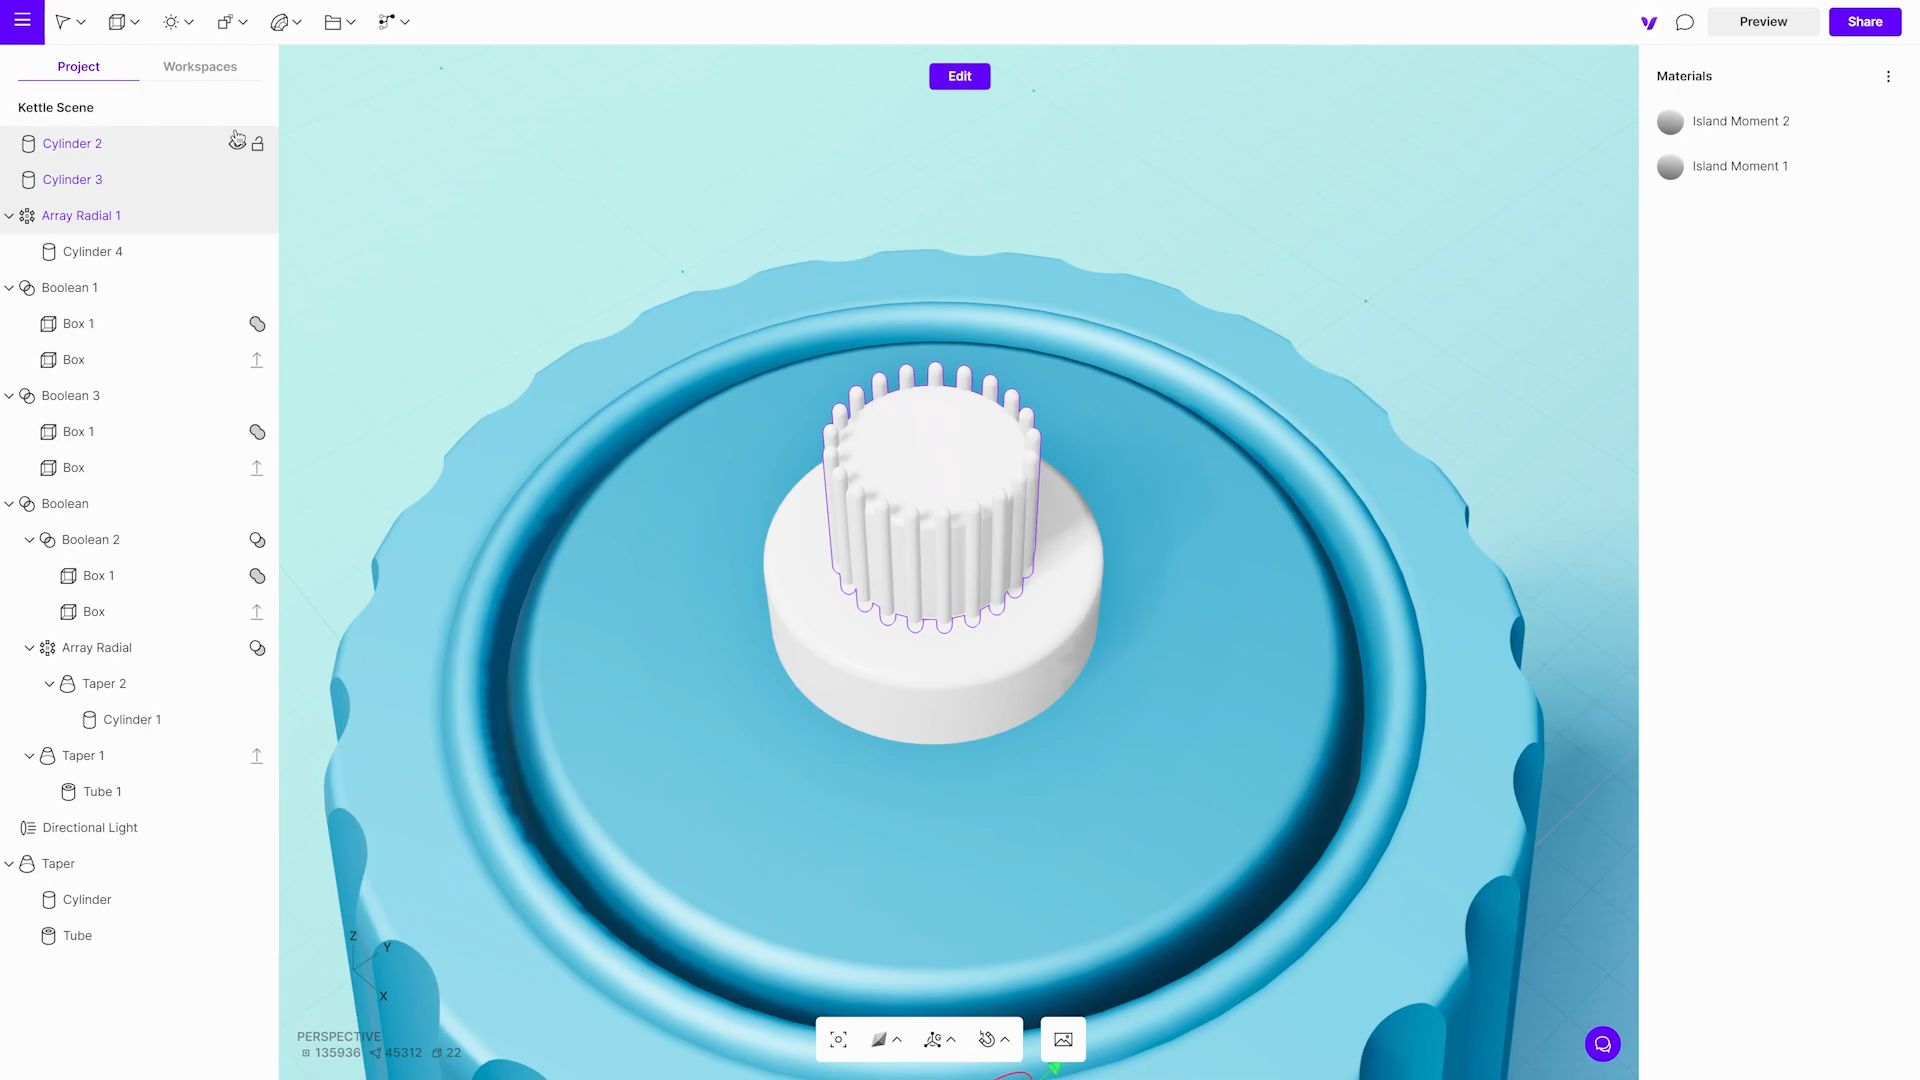 Preview
Share
Project
Workspaces
Edit
Materials
Kettle Scene
Island Moment 2
Cylinder 2
Island Moment 1
Cylinder 3
Array Radial 1
Cylinder 4
Boolean 1
Box 1
Box
Boolean 3
Box 1
Box
Boolean
Boolean 2
Box 1
Box
Array Radial
Taper 2
Cylinder 1
Taper 1
Tube 1
Directional Light
Taper
Cylinder
Tube
Z
Y
X
PERSPECTIVE
135936 45312 22